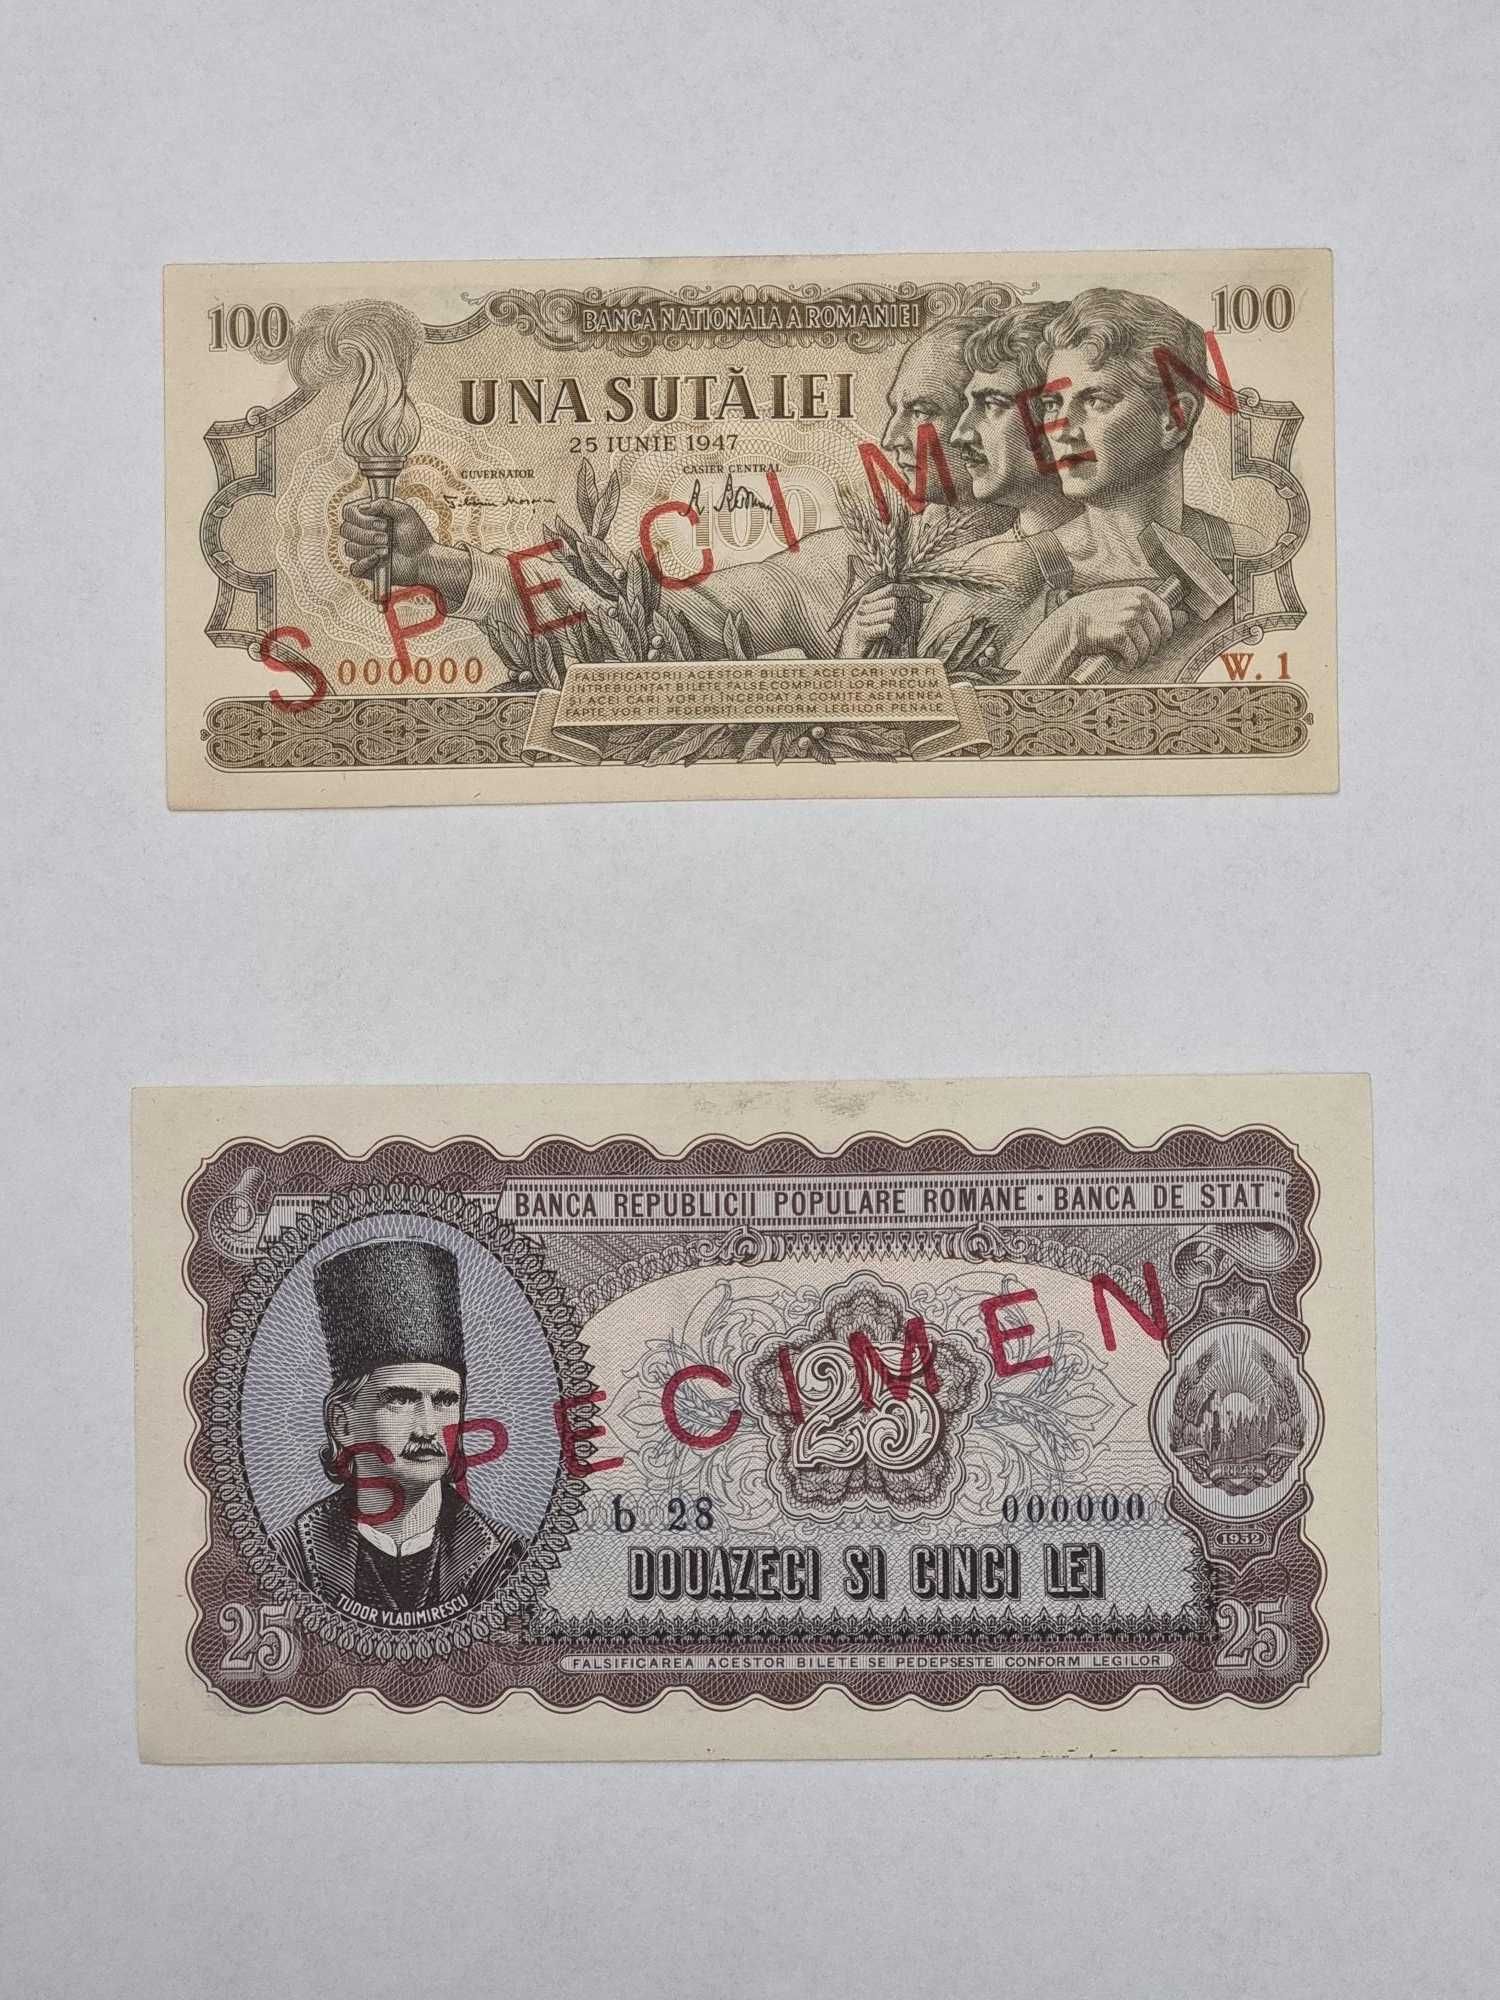 100
BANCA NATIONALA A ROMANIEI
100
UNA SUTĂ LEI
25 IUNIE 1947
GUVERNATOR
CASIER CENTRAL
100
SPECIMEN
000000
W. 1
FALSIFICATORII ACESTOR BILETE, ACEI CARI VOR FI
INTREBUINTAT BILETE FALSE, COMPLICII LOR, PRECUM
SI ACEI CARI VOR FI INCERCAT A COMITE ASEMENEA
FAPTE VOR FI PEDEPSITI CONFORM LEGILOR PENALE
BANCA REPUBLICII POPULARE ROMANE · BANCA DE STAT ·
SPECIMEN
25
b 28
000000
DOUAZECI SI CINCI LEI
1952
TUDOR VLADIMIRESCU
25
25
FALSIFICAREA ACESTOR BILETE SE PEDEPSESTE CONFORM LEGILOR